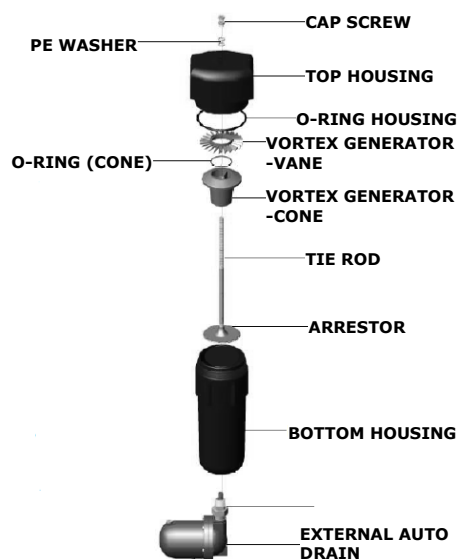 CAP SCREW
PE WASHER
TOP HOUSING
O-RING HOUSING
VORTEX GENERATOR
-VANE
O-RING (CONE)
VORTEX GENERATOR
-CONE
TIE ROD
ARRESTOR
BOTTOM HOUSING
EXTERNAL AUTO
DRAIN